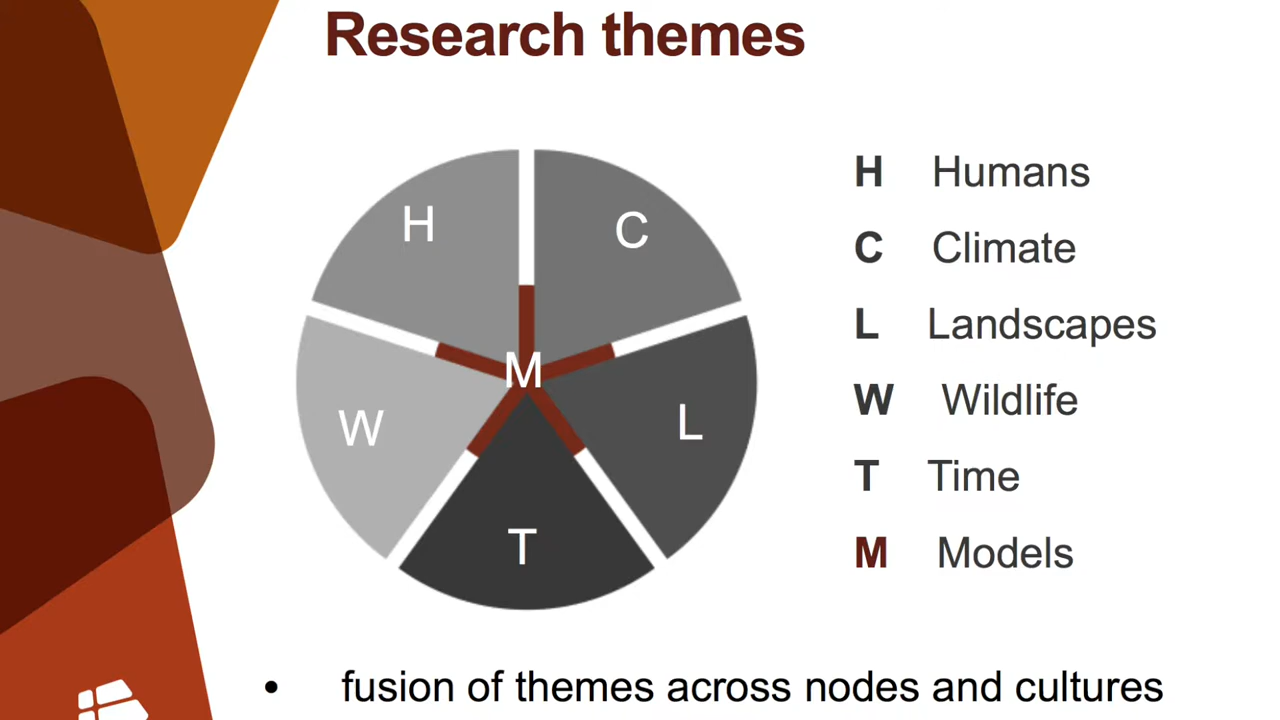 Research themes
H
C
M
W
L
T
H Humans
C Climate
L Landscapes
W Wildlife
T Time
M Models
• fusion of themes across nodes and cultures